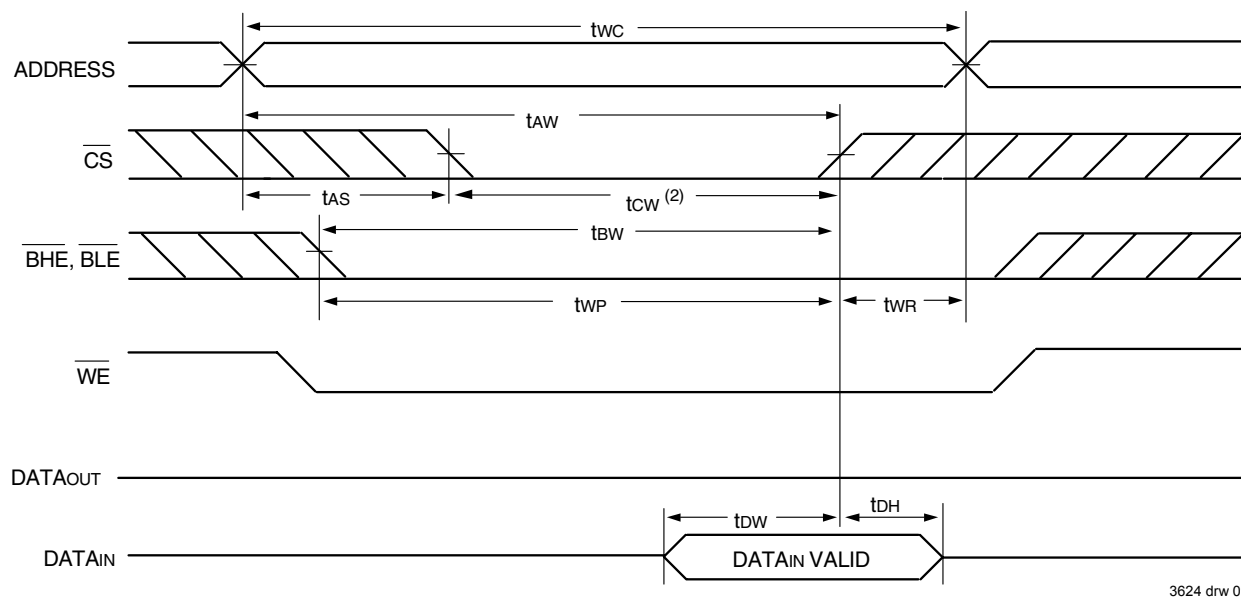 tWC
ADDRESS
tAW
CS
tAS
tCW (2)
tBW
BHE, BLE
tWP
tWR
WE
DATAOUT
tDW
tDH
DATAIN
DATAIN VALID
3624 drw 0